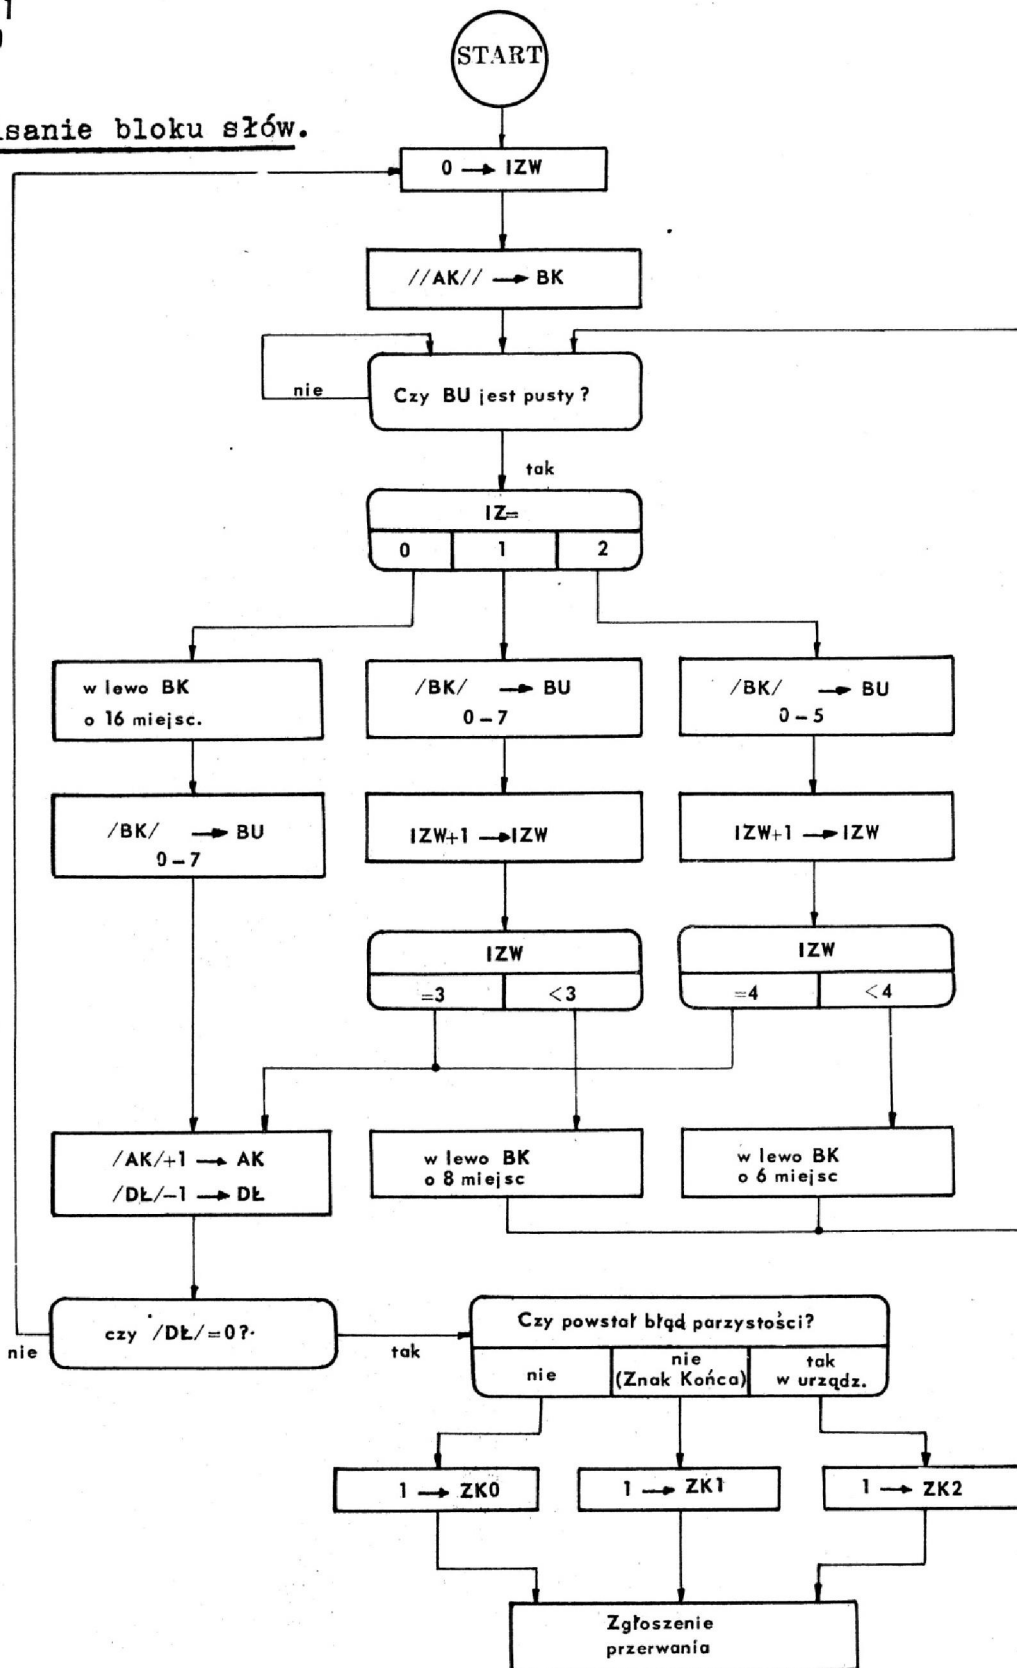 START
bloku słów.
0 → IZW
//AK// → BK
nie
Czy BU jest pusty?
tak
IZ=
0 1 2
w lewo BK
o 16 miejsc.
/BK/ → BU
0-7
/BK/ → BU
0-5
/BK/ → BU
0-7
IZW+1 → IZW
IZW+1 → IZW
IZW
=3 <3
IZW
=4 <4
/AK/+1 → AK
/DŁ/-1 → DŁ
w lewo BK
o 8 miejsc
w lewo BK
o 6 miejsc
czy /DŁ/=0?
nie
tak
Czy powstał błąd parzystości?
nie
nie
(Znak Końca)
tak
w urządz.
1 → ZK0
1 → ZK1
1 → ZK2
Zgłoszenie
przerwania